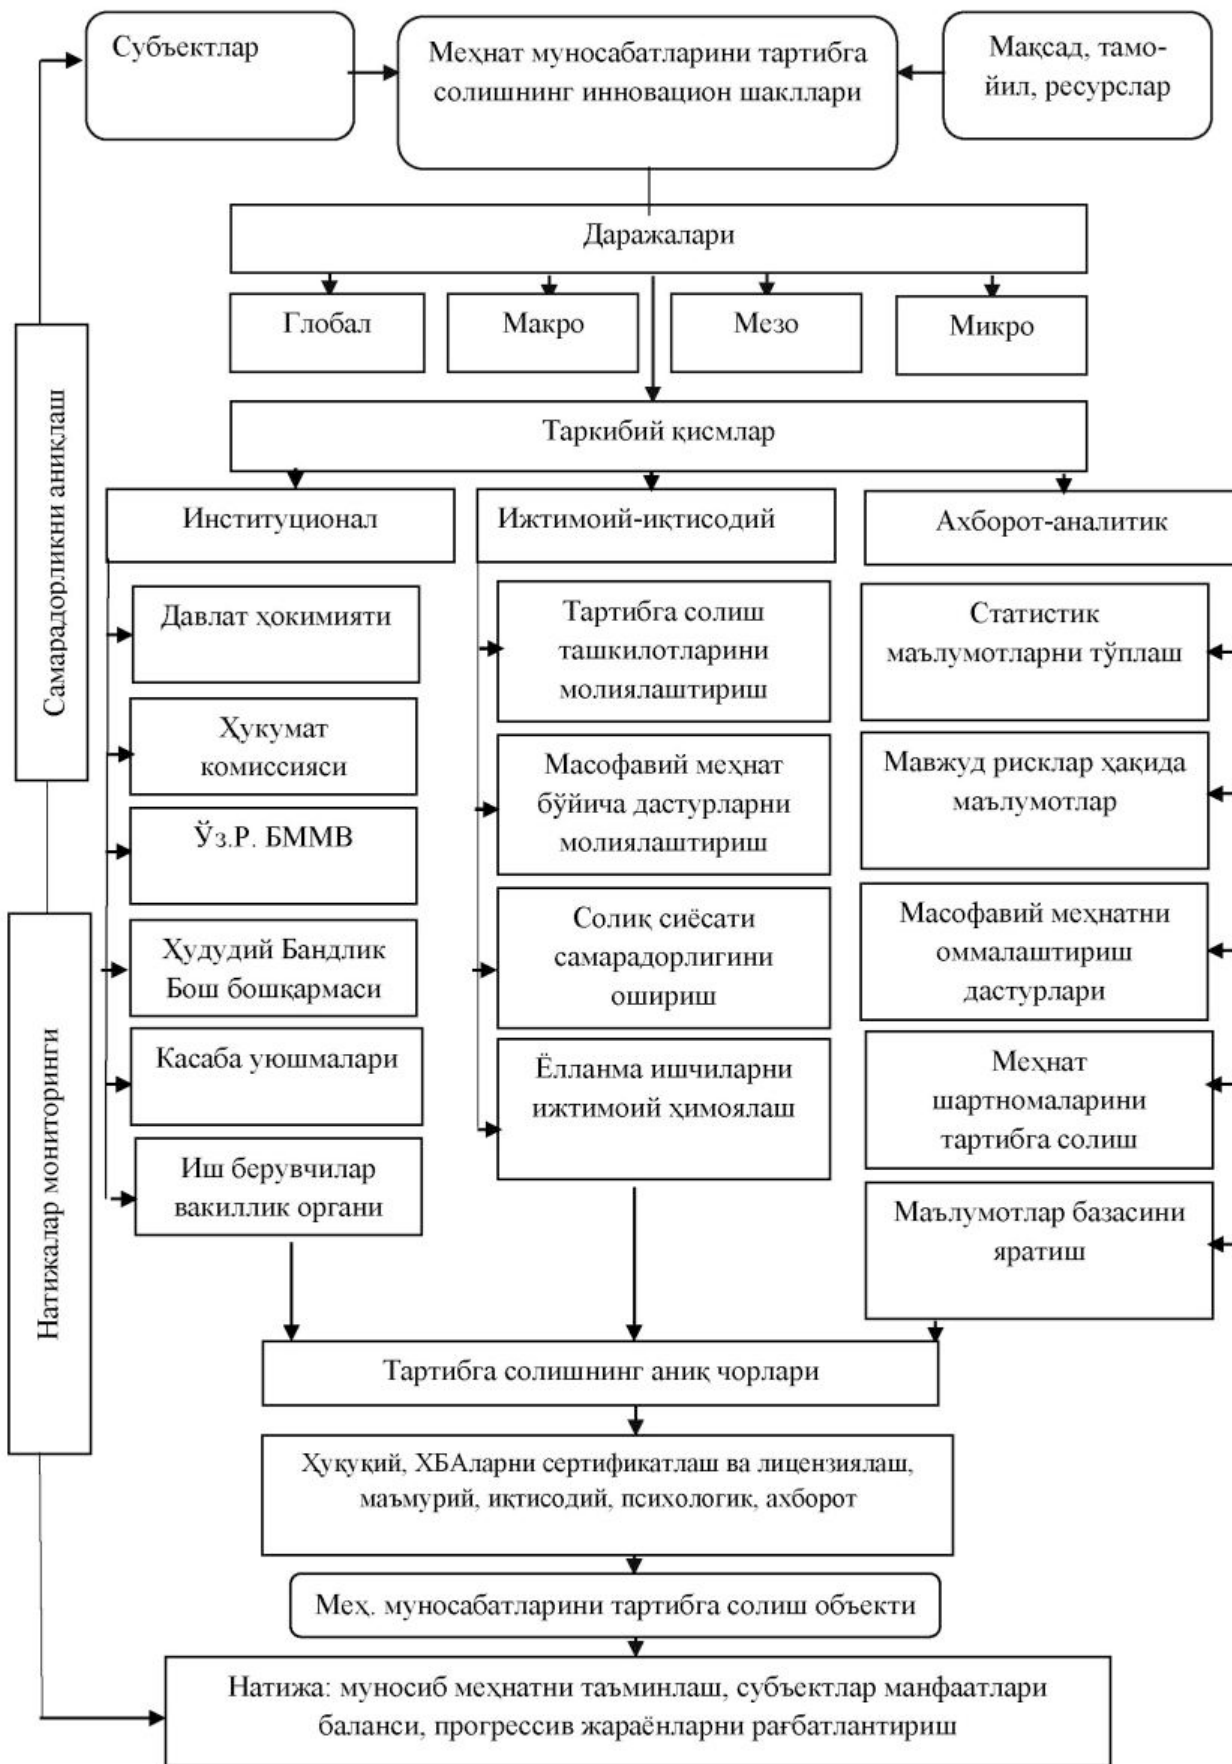 Субъектлар
Меҳнат муносабатларини тартибга
солишнинг инновацион шакллари
Мақсад, тамо-
йил, ресурслар
Даражалари
Глобал
Макро
Мезо
Микро
Таркибий қисмлар
Самарадорликни аниқлаш
Натижалар мониторинги
Институционал
Давлат ҳокимияти
Ҳукумат
комиссияси
Ўз.Р. БММВ
Ҳудудий Бандлик
Бош бошқармаси
Касаба уюшмалари
Иш берувчилар
вакиллик органи
Ижтимоий-иқтисодий
Тартибга солиш
ташкилотларини
молиялаштириш
Масофавий меҳнат
бўйича дастурларни
молиялаштириш
Солиқ сиёсати
самарадорлигини
ошириш
Ёлланма ишчиларни
ижтимоий ҳимоялаш
Ахборот-аналитик
Статистик
маълумотларни тўплаш
Мавжуд рисклар ҳақида
маълумотлар
Масофавий меҳнатни
оммалаштириш
дастурлари
Меҳнат
шартномаларини
тартибга солиш
Маълумотлар базасини
яратиш
Тартибга солишнинг аниқ чорлари
Ҳуқуқий, ХБАларни сертификатлаш ва лицензиялаш,
маъмурий, иқтисодий, психологик, ахборот
Меҳ. муносабатларини тартибга солиш объекти
Натижа: муносиб меҳнатни таъминлаш, субъектлар манфаатлари
баланси, прогрессив жараёнларни рағбатлантириш